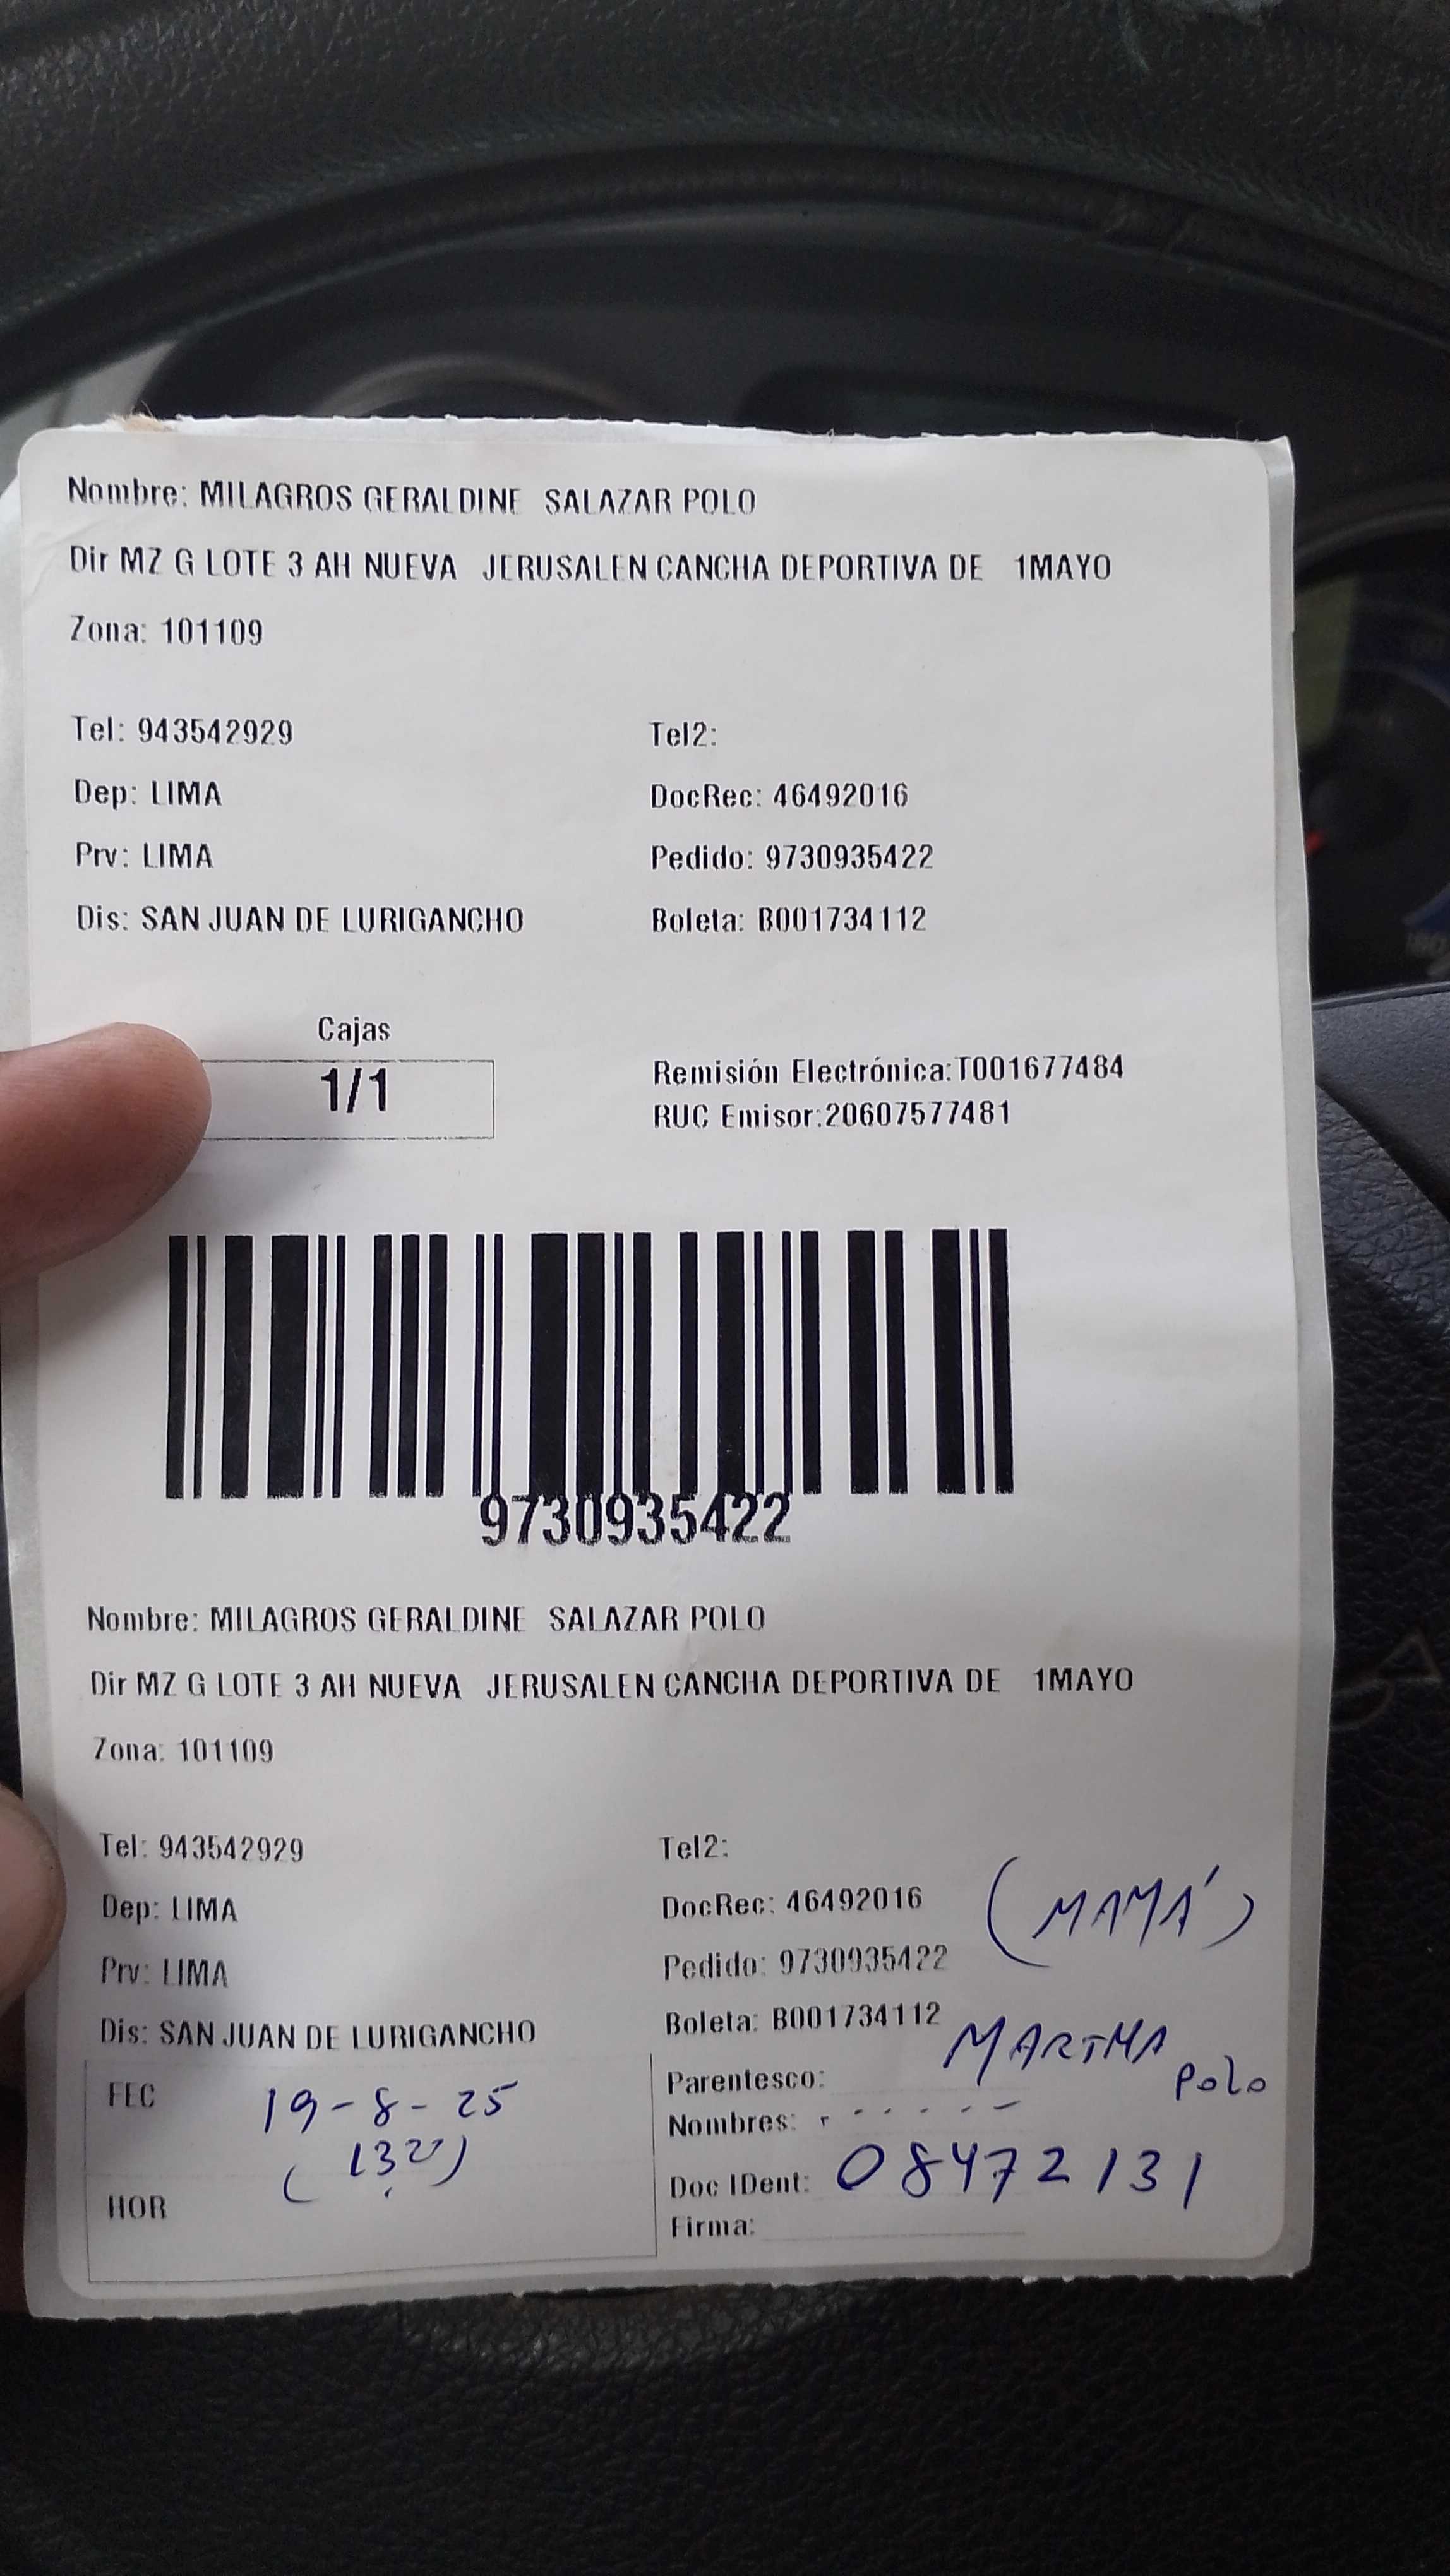 Nombre: MILAGROS GERALDINE SALAZAR POLO
Dir MZ G LOTE 3 AH NUEVA JERUSALEN CANCHA DEPORTIVA DE 1MAYO
Zona: 101109
Tel: 943542929 Tel2:
Dep: LIMA DocRec: 46492016
Prv: LIMA Pedido: 9730935422
Dis: SAN JUAN DE LURIGANCHO Boleta: B001734112
Cajas
1/1
Remisión Electrónica:T001677484
RUC Emisor:20607577481
9730935422
Nombre: MILAGROS GERALDINE SALAZAR POLO
Dir MZ G LOTE 3 AH NUEVA JERUSALEN CANCHA DEPORTIVA DE 1MAYO
Zona: 101109
Tel: 943542929 Tel2:
Dep: LIMA DocRec: 46492016 (MAMÁ)
Prv: LIMA Pedido: 9730935422
Dis: SAN JUAN DE LURIGANCHO Boleta: B001734112
FEC 19-8-25
HOR
Parentesco: MARTHA POLO
Nombres:
Doc IDent: 08472131
Firma: